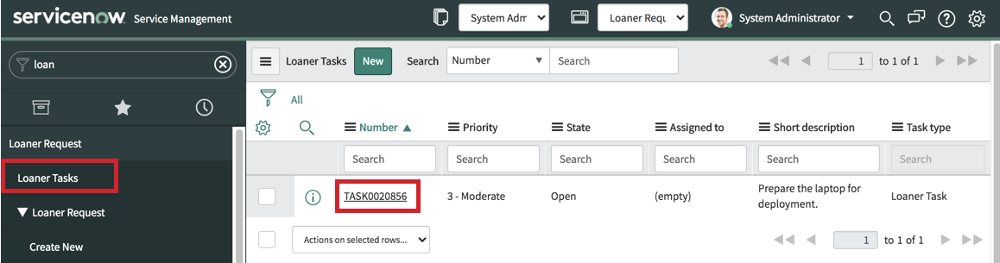 servicenow Service Management
System Adm
Loaner Requ
System Administrator
loan
Loaner Tasks New Search Number Search
1 to 1 of 1
All
Number Priority State Assigned to Short description Task type
Search Search Search Search Search Search
Loaner Request
Loaner Tasks
Loaner Request
Create New
TASK0020856 3 - Moderate Open (empty) Prepare the laptop for
deployment. Loaner Task
Actions on selected rows... 1 to 1 of 1